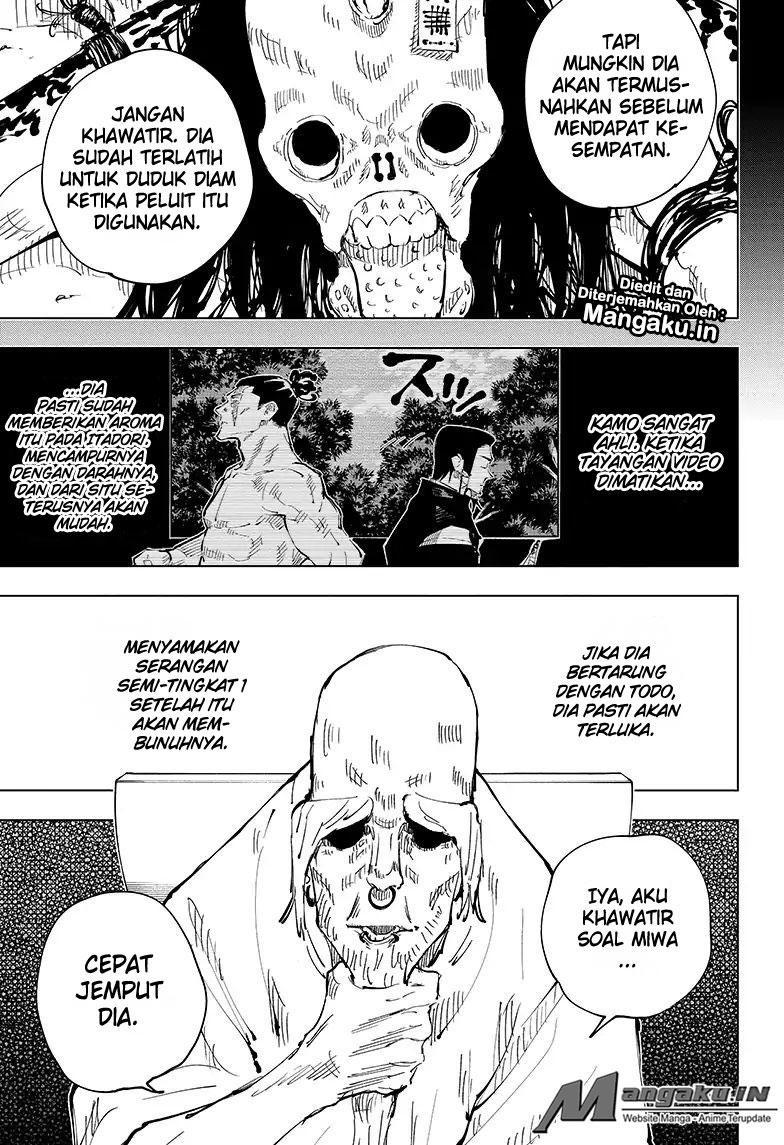 TAPI
MUNGKIN DIA
AKAN TERMUS-
NAHKAN SEBELUM
MENDAPAT KE-
SEMPATAN.
JANGAN
KHAWATIR. DIA
SUDAH TERLATIH
UNTUK DUDUK DIAM
KETIKA PELUIT ITU
DIGUNAKAN.
Diedit dan
Diterjemahkan Oleh :
Mangaku.in
KAMO SANGAT
AHLI. KETIKA
TAYANGAN VIDEO
DIMATIKAN...
スッ
...DIA
PASTI SUDAH
MEMBERIKAN AROMA
ITU PADA ITADORI.
MENCAMPURNYA
DENGAN DARAHNYA,
DAN DARI SITU SE-
TERUSNYA AKAN
MUDAH.
JIKA DIA
BERTARUNG
DENGAN TODO,
DIA PASTI AKAN
TERLUKA.
MENYAMAKAN
SERANGAN
SEMI-TINGKAT 1
SETELAH ITU
AKAN MEM-
BUNUHNYA.
IYA, AKU
KHAWATIR
SOAL MIWA
...
CEPAT
JEMPUT
DIA.
Mangaku.IN
Website Manga - Anime Terupdate